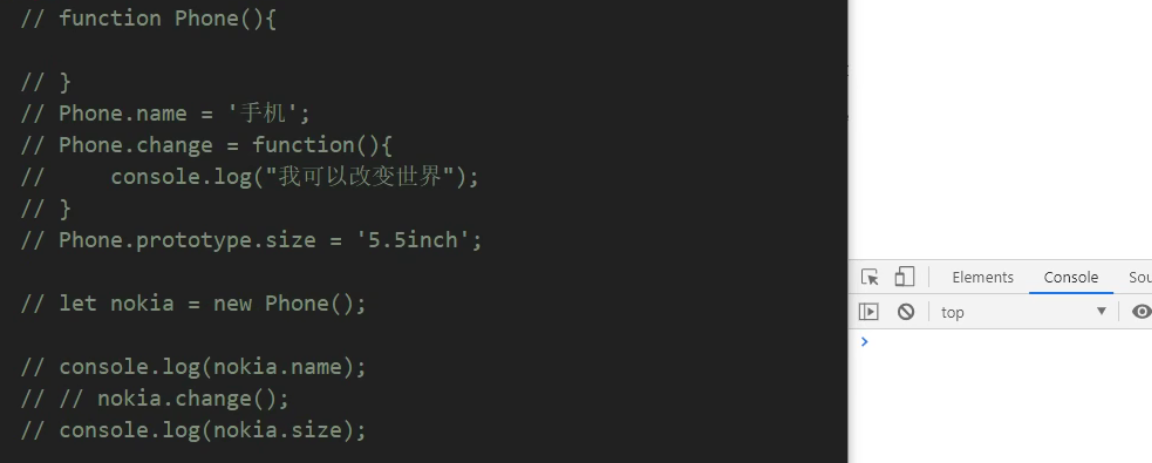 // function Phone(){
// }
// Phone.name = '手机';
// Phone.change = function(){
//     console.log("我可以改变世界");
// }
// Phone.prototype.size = '5.5inch';
// let nokia = new Phone();
// console.log(nokia.name);
// // nokia.change();
// console.log(nokia.size);
Elements Console Sou
top